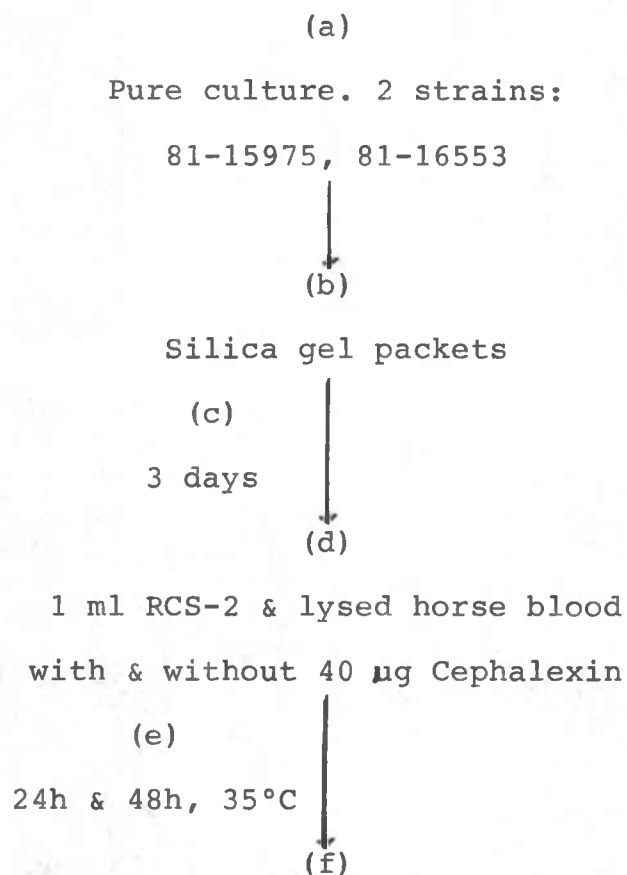 (a)
Pure culture. 2 strains:
81-15975, 81-16553
(b)
Silica gel packets
(c)
3 days
(d)
1 ml RCS-2 & lysed horse blood
with & without 40 µg Cephalexin
(e)
24h & 48h, 35°C
(f)